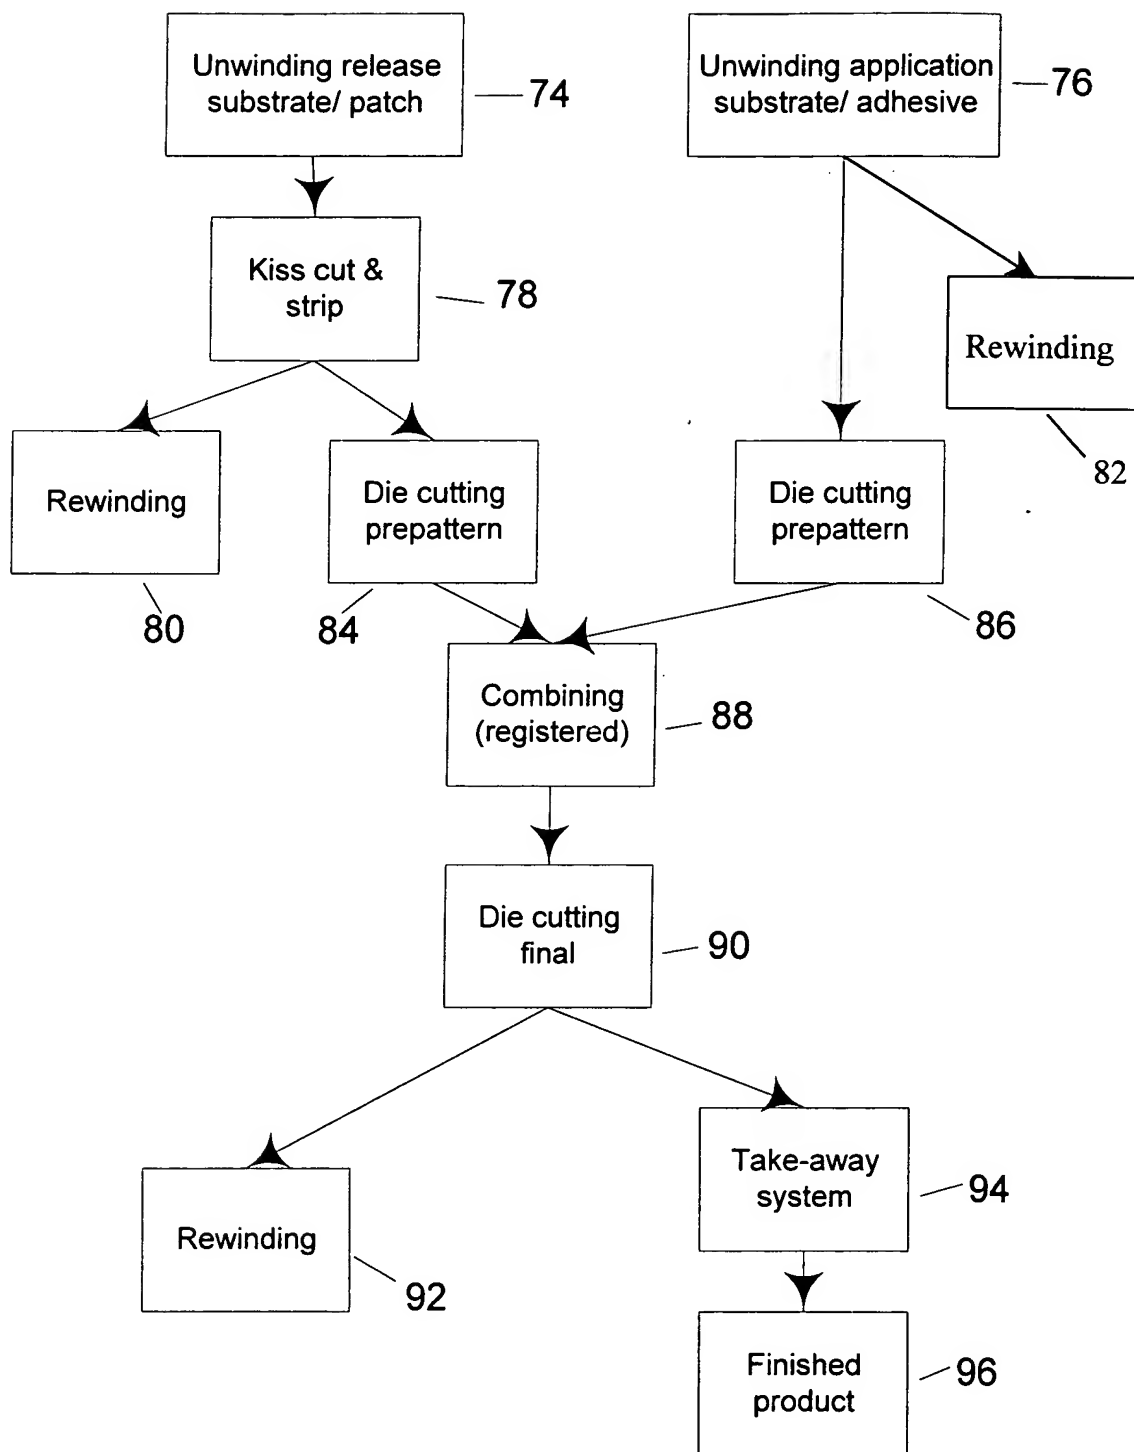 Unwinding release
substrate/ patch
74
Unwinding application
substrate/ adhesive
76
Kiss cut &
strip
78
Rewinding
82
Rewinding
80
Die cutting
prepattern
84
Die cutting
prepattern
86
Combining
(registered)
88
Die cutting
final
90
Rewinding
92
Take-away
system
94
Finished
product
96